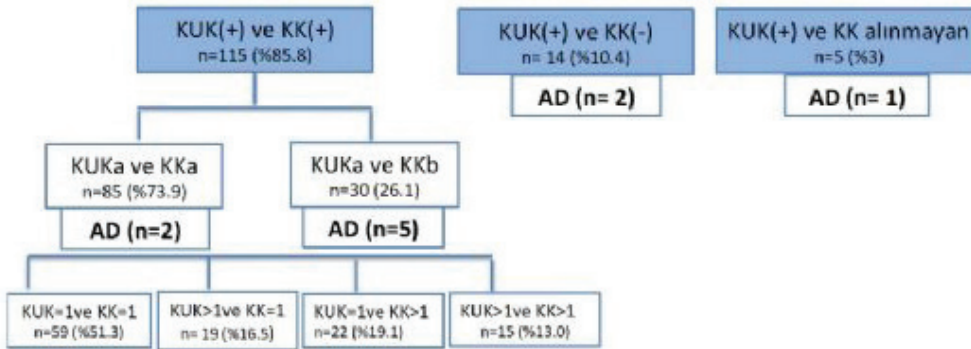 KUK(+) ve KK(+)
n=115 (%85.8)
KUK(+) ve KK(-)
n= 14 (%10.4)
AD (n= 2)
KUK(+) ve KK alınmayan
n=5 (%3)
AD (n= 1)
KUKa ve KKa
n=85 (%73.9)
AD (n=2)
KUKa ve KKb
n=30 (26.1)
AD (n=5)
KUK=1ve KK=1
n=59 (%51.3)
KUK>1ve KK=1
n= 19 (%16.5)
KUK=1ve KK>1
n=22 (%19.1)
KUK>1ve KK>1
n=15 (%13.0)